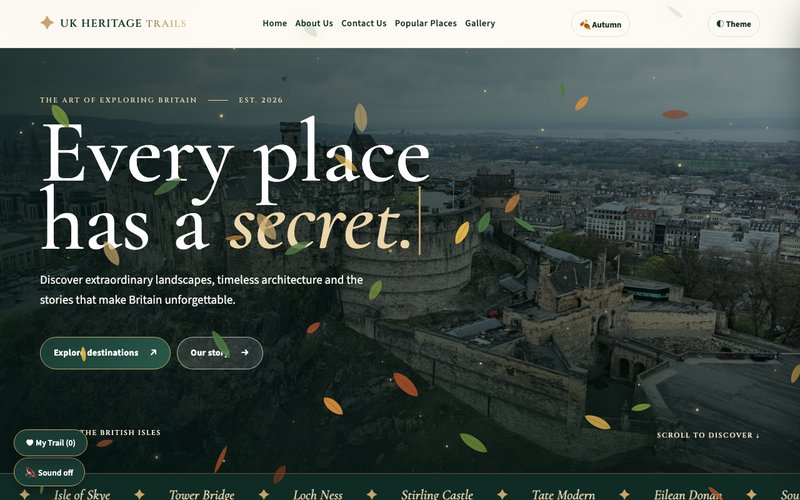 UK HERITAGE TRAILS
Home About Us Contact Us Popular Places Gallery
Autumn
Theme
THE ART OF EXPLORING BRITAIN EST. 2026
Every place
has a secret.
Discover extraordinary landscapes, timeless architecture and the
stories that make Britain unforgettable.
Explore destinations ↗
Our story →
THE BRITISH ISLES
SCROLL TO DISCOVER ↓
My Trail (0)
Sound off
Isle of Skye ✦ Tower Bridge ✦ Loch Ness ✦ Stirling Castle ✦ Tate Modern ✦ Eilean Donan ✦